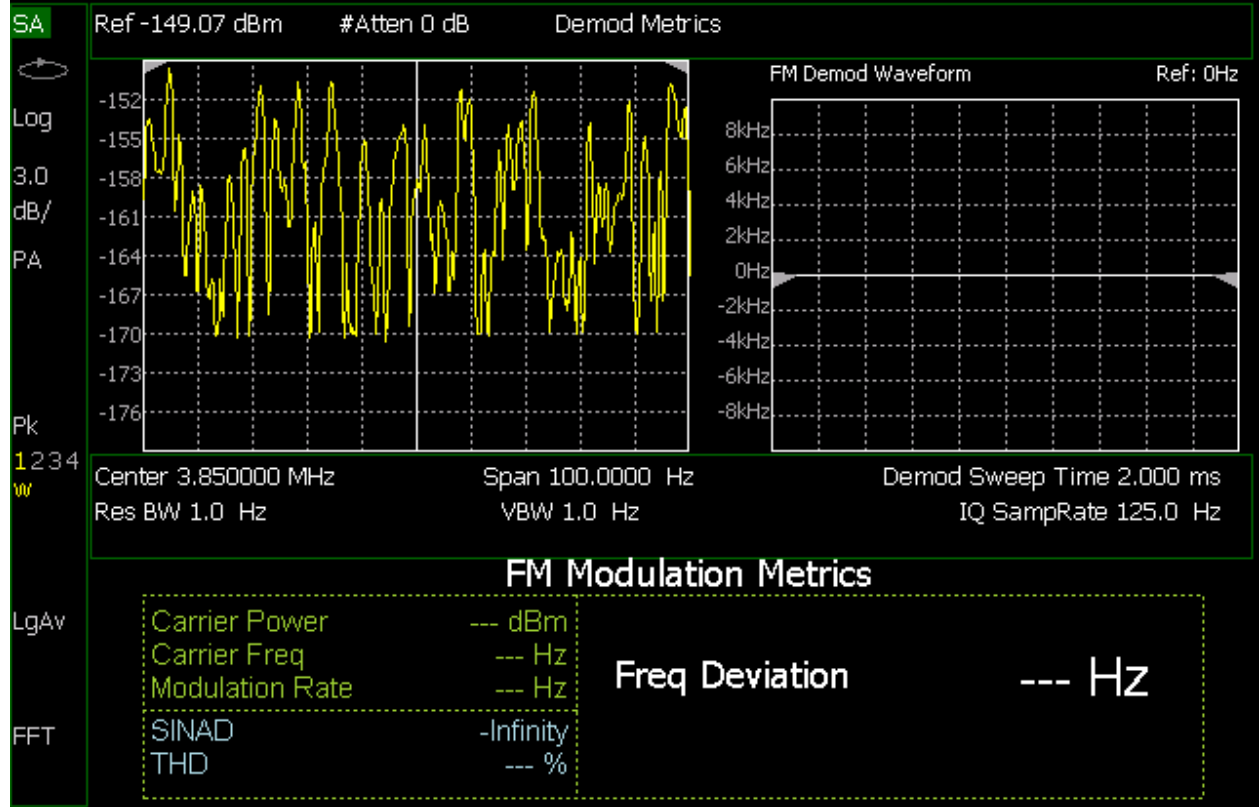 SA
Ref -149.07 dBm #Atten 0 dB Demod Metrics
Log
3.0
dB/
PA
Pk
1234
W
LgAv
FFT
-152
-155
-158
-161
-164
-167
-170
-173
-176
FM Demod Waveform Ref: 0Hz
8kHz
6kHz
4kHz
2kHz
0Hz
-2kHz
-4kHz
-6kHz
-8kHz
Center 3.850000 MHz Span 100.0000 Hz Demod Sweep Time 2.000 ms
Res BW 1.0 Hz VBW 1.0 Hz IQ SampRate 125.0 Hz
FM Modulation Metrics
Carrier Power --- dBm
Carrier Freq --- Hz
Modulation Rate --- Hz
SINAD -Infinity
THD --- %
Freq Deviation --- Hz